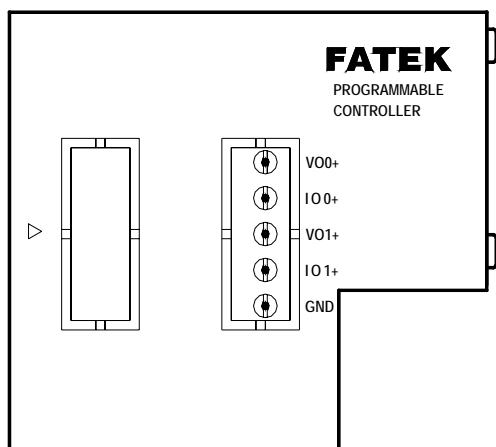 FATEK
PROGRAMMABLE
CONTROLLER
VO0+
IO0+
VO1+
IO1+
GND